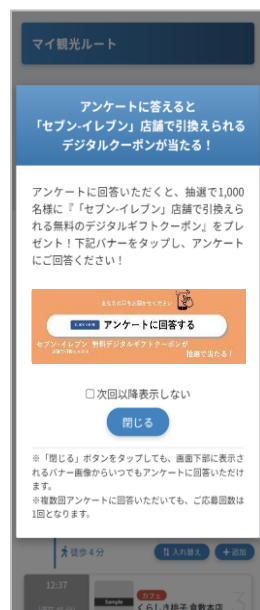 マイ観光ルート
アンケートに答えると
「セブン‐イレブン」店舗で引換えられる
デジタルクーポンが当たる！
アンケートに回答いただくと、抽選で1,000
名様に『「セブン‐イレブン」店舗で引換えら
れる無料のデジタルギフトクーポン』をプレ
ゼント！下記バナーをタップし、アンケート
にご回答ください！
アンケートに回答する
セブン‐イレブン 無料デジタルギフトクーポンが
抽選で当たる！
次回以降表示しない
閉じる
※「閉じる」ボタンをタップしても、画面下部に表示さ
れるバナー画像からいつでもアンケートに回答いただけ
ます。
※複数回アンケートに回答いただいても、ご応募回数は
1回となります。
徒歩 4 分 入れ替え ＋追加
12:37
カフェ
Sample くらしき桃子 倉敷本店
3